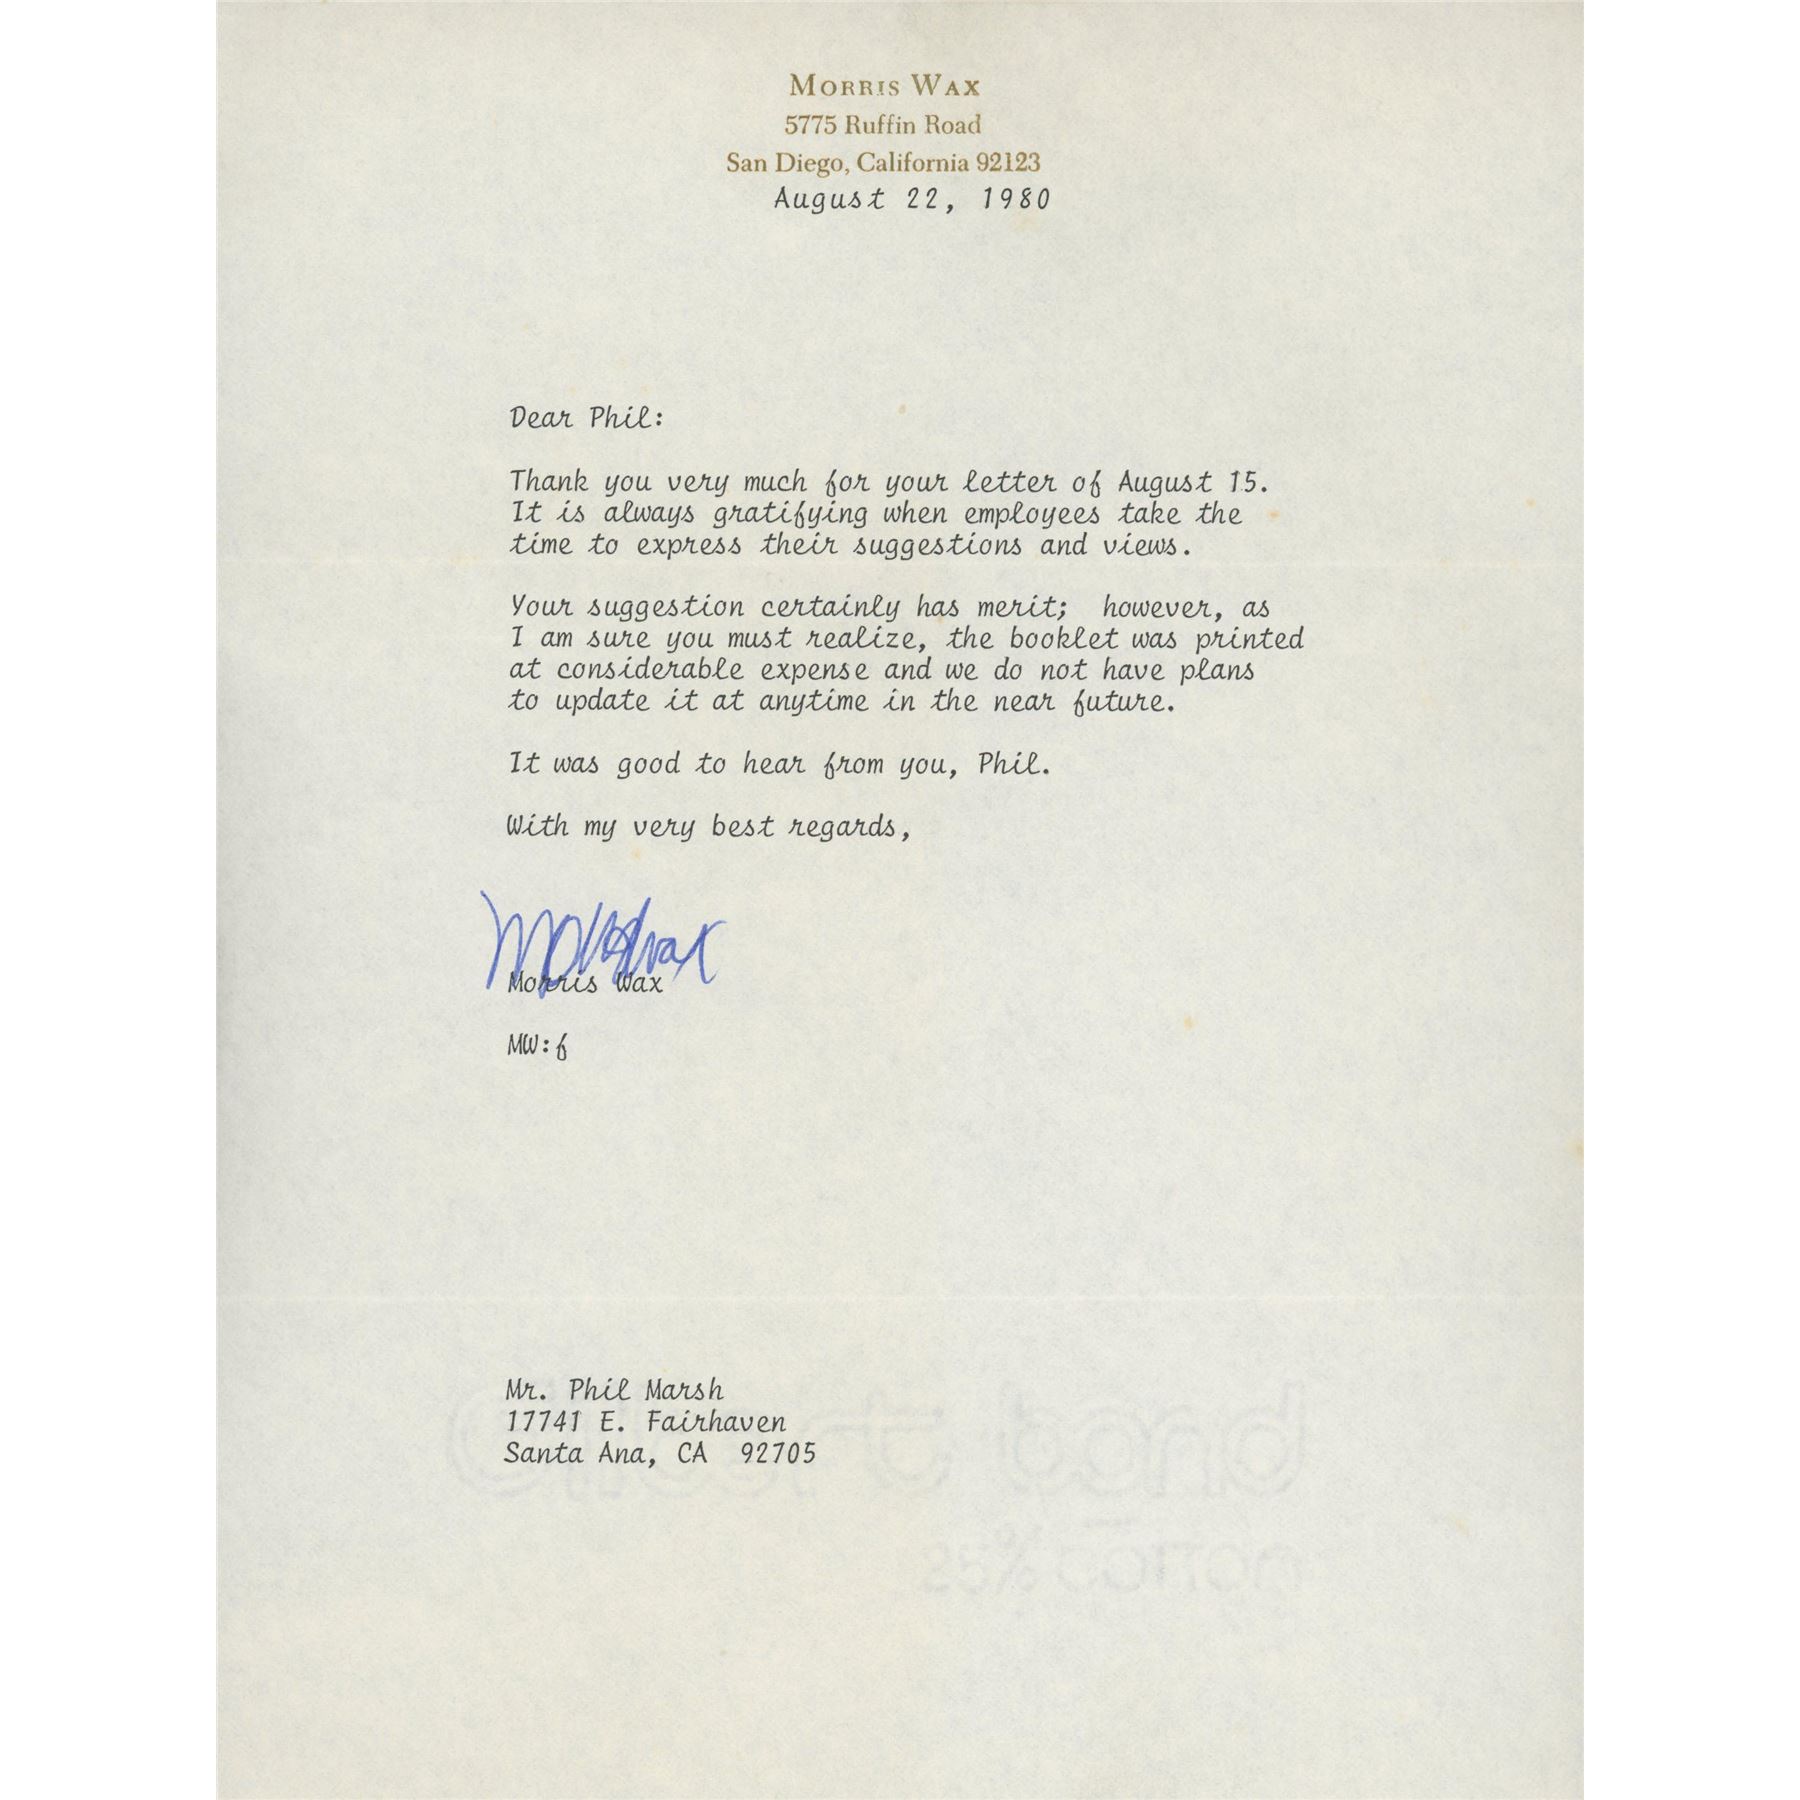 MORRIS WAX
5775 Ruffin Road
San Diego, California 92123
August 22, 1980
Dear Phil:
Thank you very much for your letter of August 15.
It is always gratifying when employees take the
time to express their suggestions and views.
Your suggestion certainly has merit;  however, as
I am sure you must realize, the booklet was printed
at considerable expense and we do not have plans
to update it at anytime in the near future.
It was good to hear from you, Phil.
With my very best regards,
Morris Wax
Morris Wax
MW:f
Mr. Phil Marsh
17741 E. Fairhaven
Santa Ana, CA  92705
25% cotton